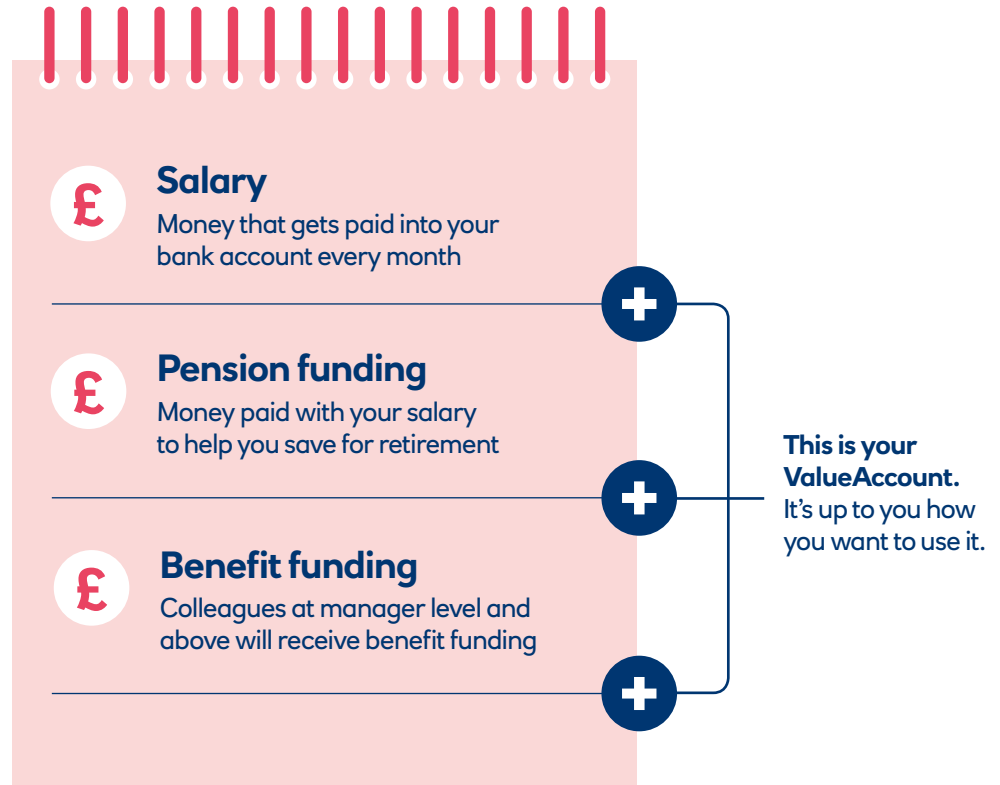 £
Salary
Money that gets paid into your
bank account every month
£
Pension funding
Money paid with your salary
to help you save for retirement
£
Benefit funding
Colleagues at manager level and
above will receive benefit funding
This is your
ValueAccount.
It’s up to you how
you want to use it.